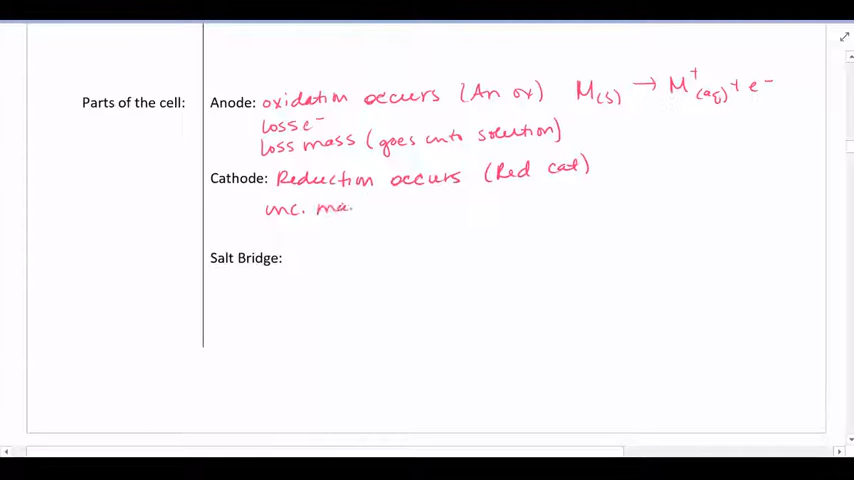 Parts of the cell:
Anode: oxidation occurs (An ox) M(s) → M⁺(aq) + e⁻
Loss e⁻
Loss mass (goes into solution)
Cathode: Reduction occurs (Red cat)
inc. ma.
Salt Bridge: